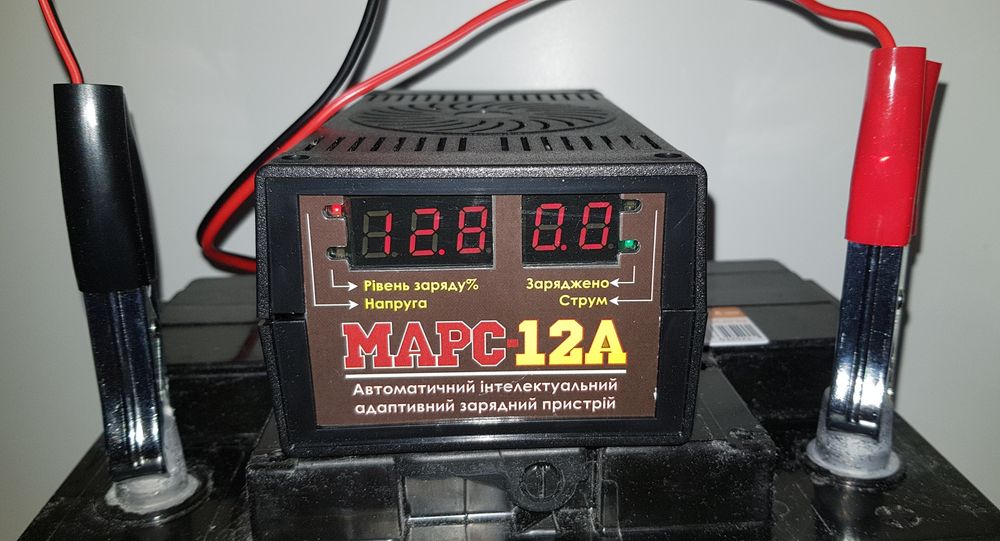 12.8 0.0
Рівень заряду% Заряджено
Напруга Струм
МАРС-12А
Автоматичний інтелектуальний
адаптивний зарядний пристрій